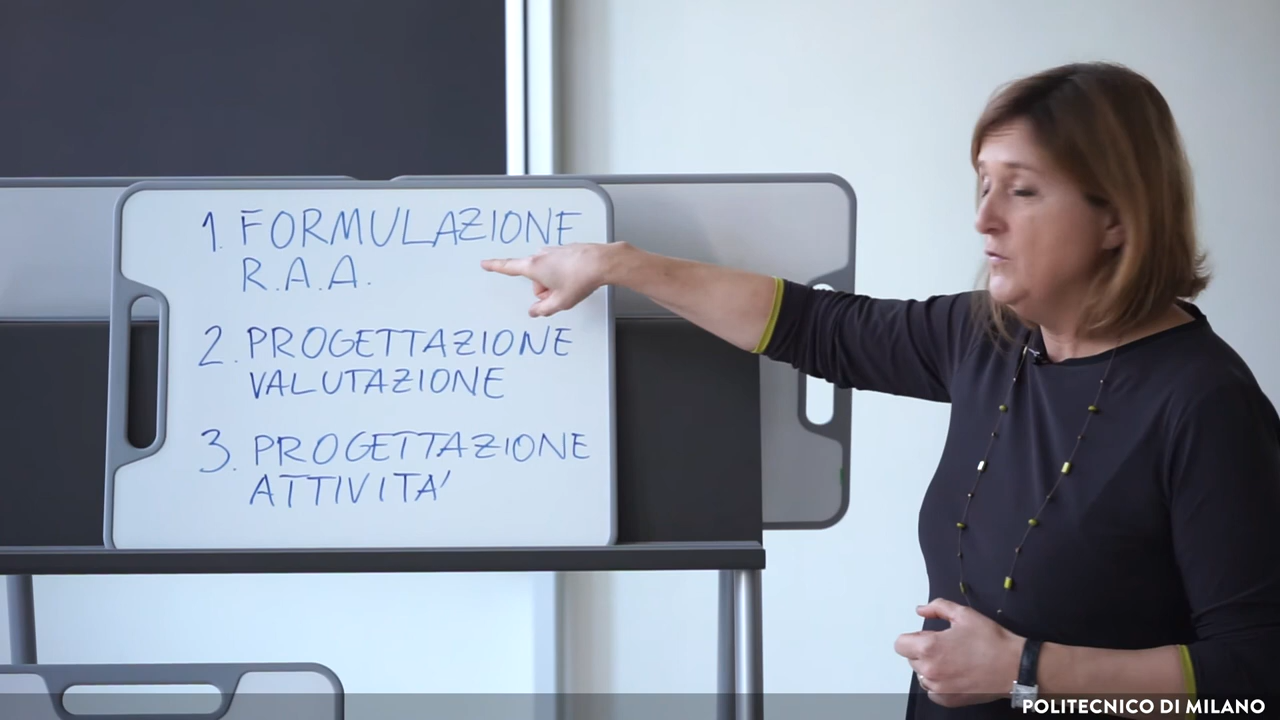 1. FORMULAZIONE
R.A.A.
2. PROGETTAZIONE
VALUTAZIONE
3. PROGETTAZIONE
ATTIVITA'
POLITECNICO DI MILANO